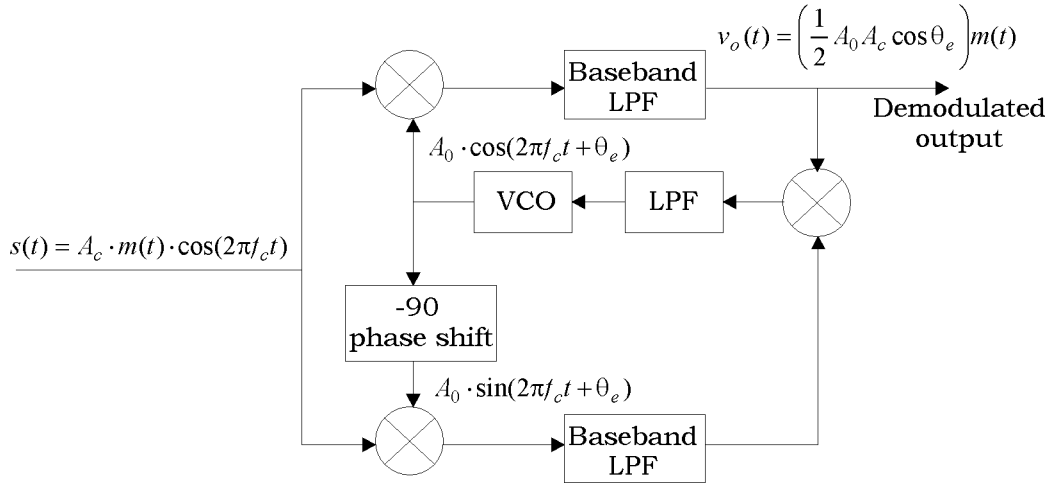 v_o(t) = (1/2 A_0 A_c cos θ_e) m(t)
Baseband
LPF
Demodulated
output
A_0 · cos(2πf_c t + θ_e)
VCO
LPF
s(t) = A_c · m(t) · cos(2πf_c t)
-90
phase shift
A_0 · sin(2πf_c t + θ_e)
Baseband
LPF